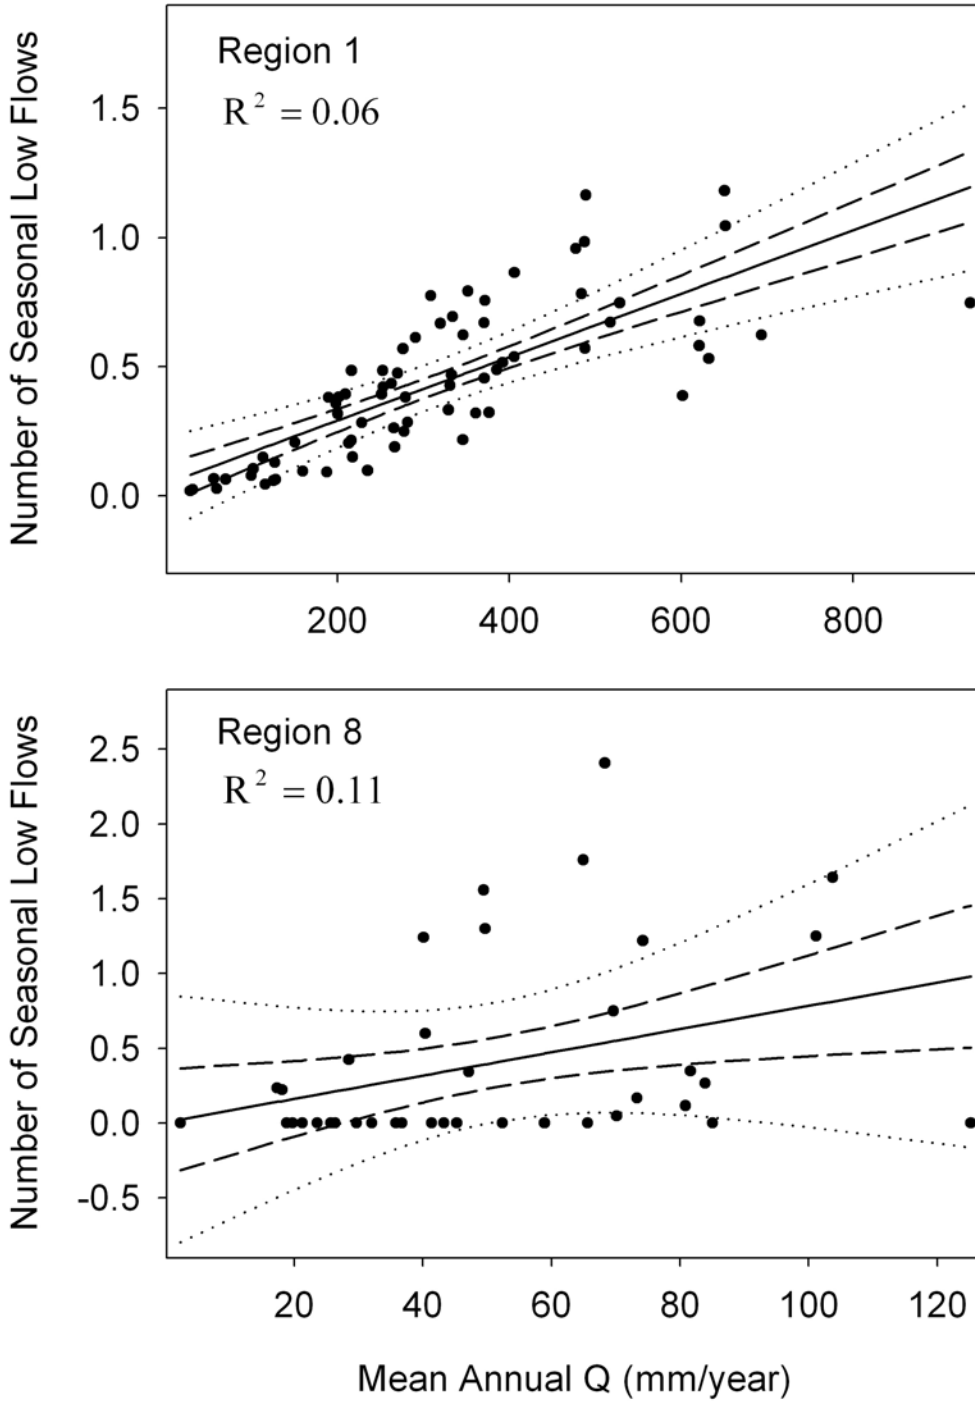 Number of Seasonal Low Flows
Region 1
R² = 0.06
1.5
1.0
0.5
0.0
200 400 600 800
Number of Seasonal Low Flows
Region 8
R² = 0.11
2.5
2.0
1.5
1.0
0.5
0.0
-0.5
20 40 60 80 100 120
Mean Annual Q (mm/year)